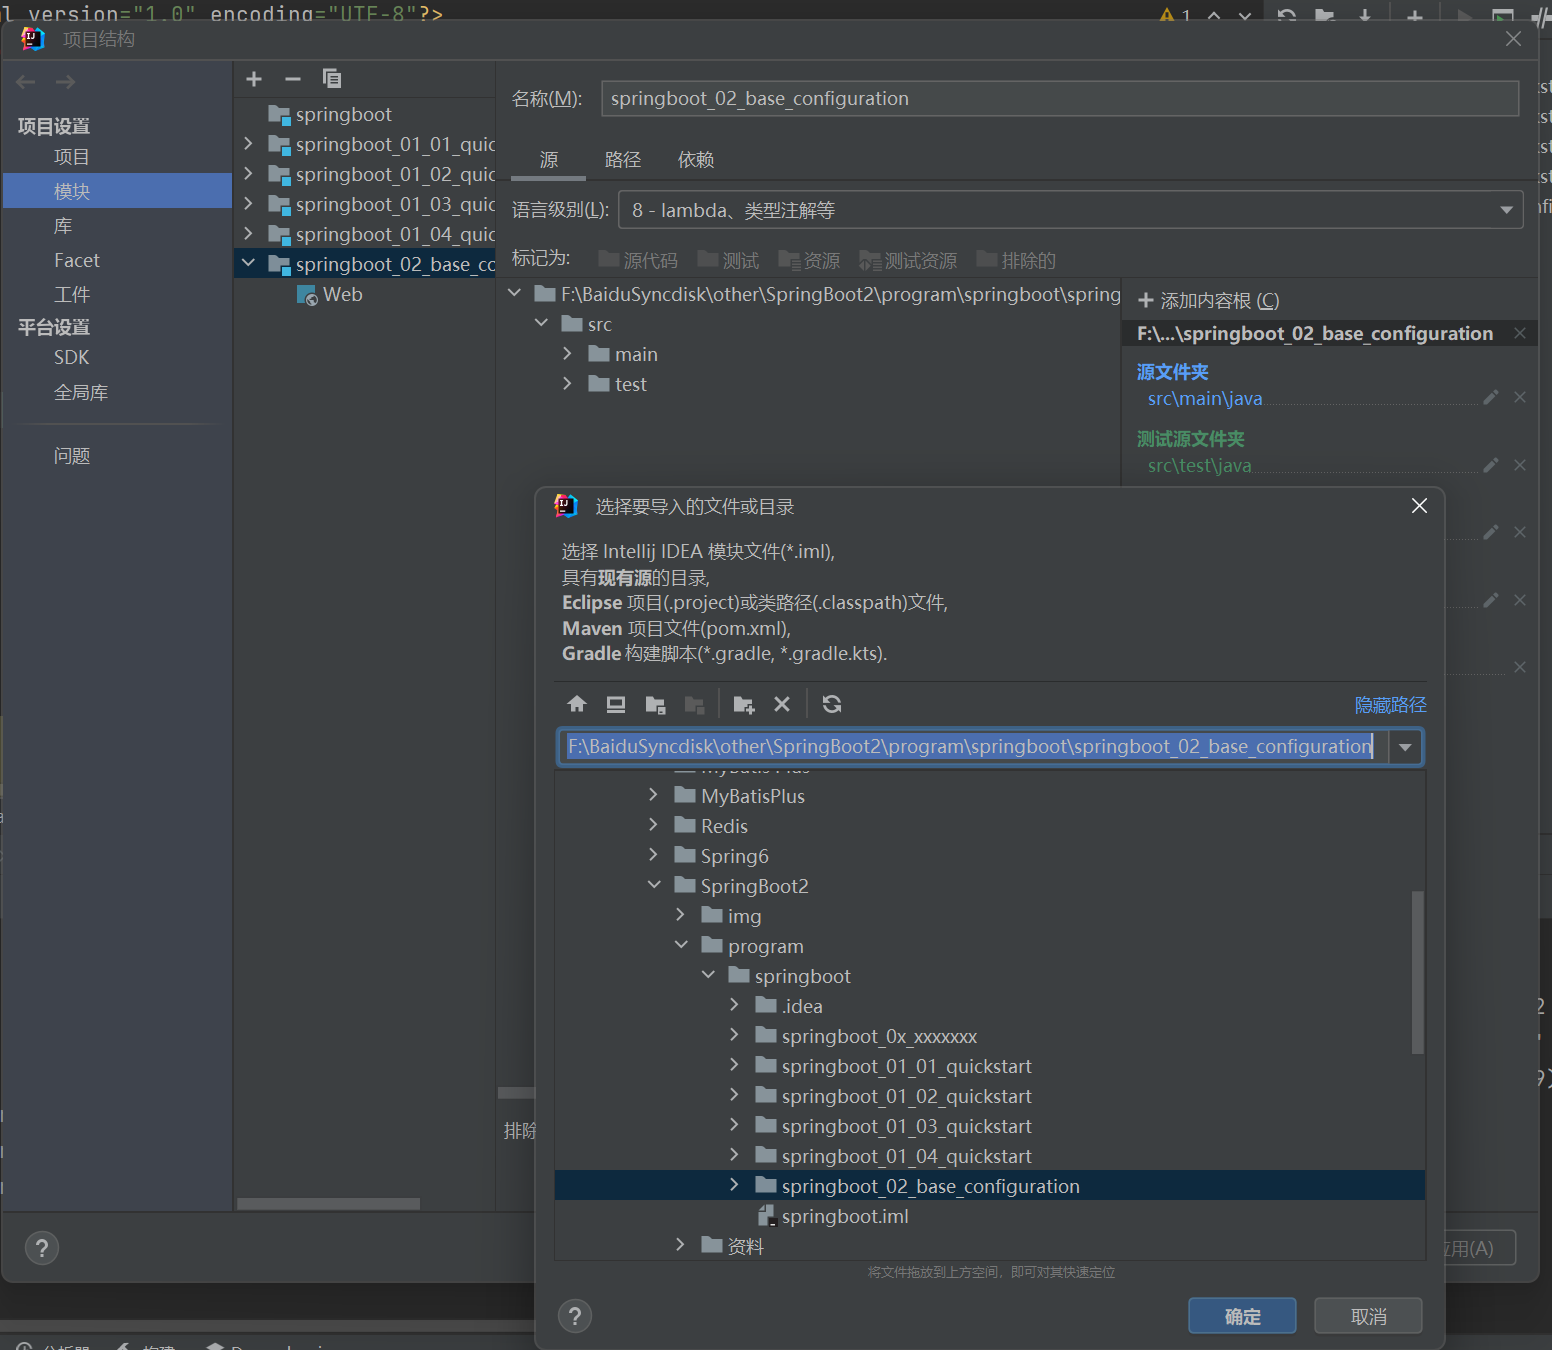 version="1.0" encoding="UTF-8"?>
1
项目结构
项目设置
项目
模块
库
Facet
工件
平台设置
SDK
全局库
问题
springboot
springboot_01_01_quic
springboot_01_02_quic
springboot_01_03_quic
springboot_01_04_quic
springboot_02_base_co
Web
名称(M): springboot_02_base_configuration
源 路径 依赖
语言级别(L): 8 - lambda、类型注解等
标记为: 源代码 测试 资源 测试资源 排除的
F:\BaiduSyncdisk\other\SpringBoot2\program\springboot\spring
src
main
test
添加内容根 (C)
F:\...\springboot_02_base_configuration
源文件夹
src\main\java
测试源文件夹
src\test\java
排除
选择要导入的文件或目录
选择 Intellij IDEA 模块文件(*.iml),
具有现有源的目录,
Eclipse 项目(.project)或类路径(.classpath)文件,
Maven 项目文件(pom.xml),
Gradle 构建脚本(*.gradle, *.gradle.kts).
隐藏路径
F:\BaiduSyncdisk\other\SpringBoot2\program\springboot\springboot_02_base_configuration
MyBatisPlus
Redis
Spring6
SpringBoot2
img
program
springboot
.idea
springboot_0x_xxxxxxx
springboot_01_01_quickstart
springboot_01_02_quickstart
springboot_01_03_quickstart
springboot_01_04_quickstart
springboot_02_base_configuration
springboot.iml
资料
将文件拖放到上方空间，即可对其快速定位
? 确定 取消
?
应用(A)